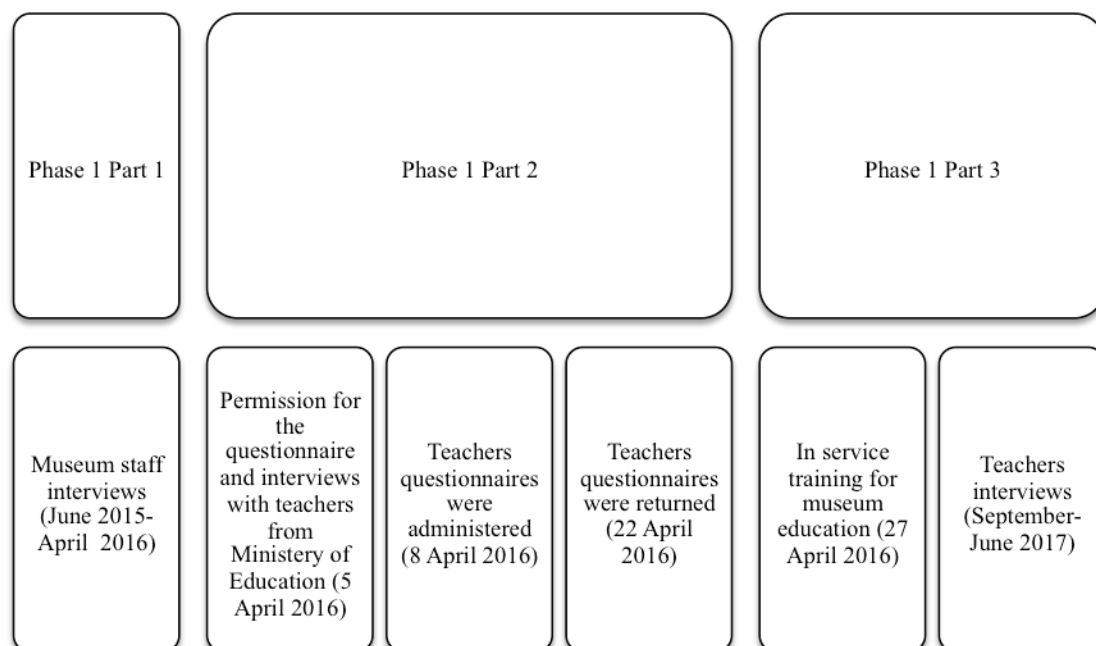 Phase 1 Part 1
Phase 1 Part 2
Phase 1 Part 3
Museum staff
interviews
(June 2015-
April 2016)
Permission for
the
questionnaire
and interviews
with teachers
from
Ministery of
Education (5
April 2016)
Teachers
questionnaires
were
administered
(8 April 2016)
Teachers
questionnaires
were returned
(22 April
2016)
In service
training for
museum
education (27
April 2016)
Teachers
interviews
(September-
June 2017)